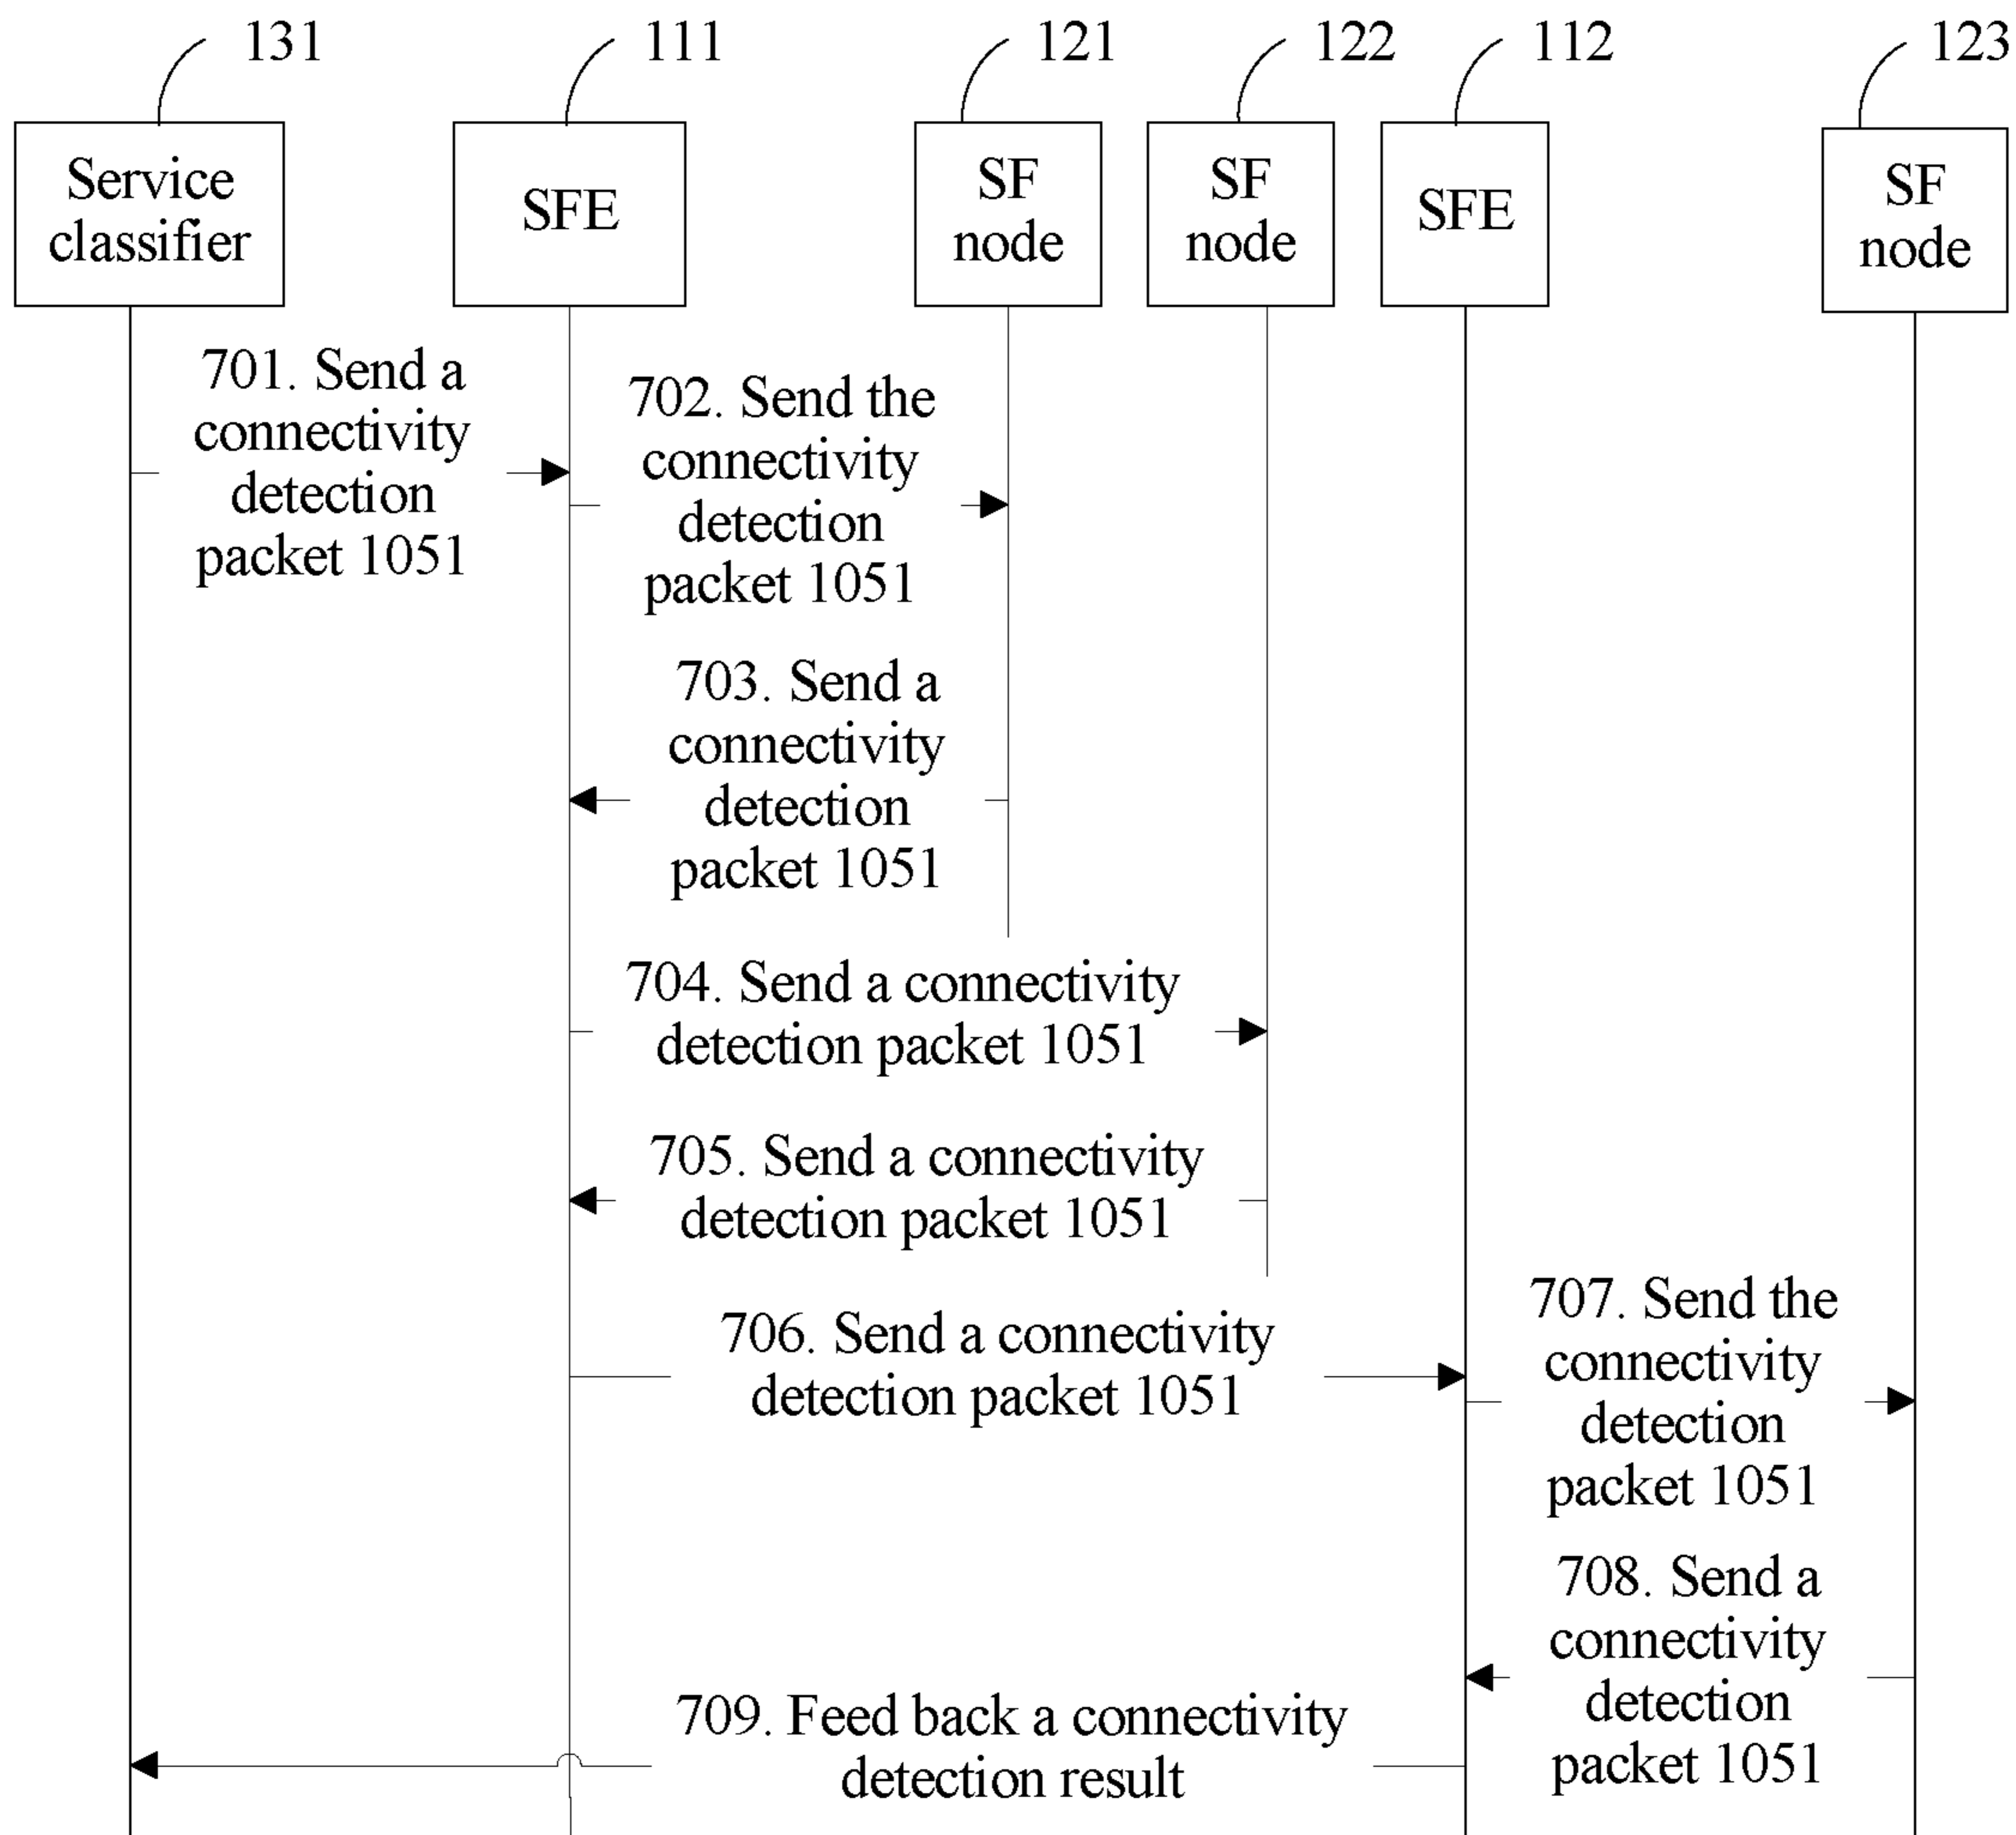 131
111
121
122
112
123
Service
classifier
SFE
SF
node
SF
node
SFE
SF
node
701. Send a
connectivity
detection
packet 1051
702. Send the
connectivity
detection
packet 1051
703. Send a
connectivity
detection
packet 1051
704. Send a connectivity
detection packet 1051
705. Send a connectivity
detection packet 1051
706. Send a connectivity
detection packet 1051
707. Send the
connectivity
detection
packet 1051
708. Send a
connectivity
detection
packet 1051
709. Feed back a connectivity
detection result